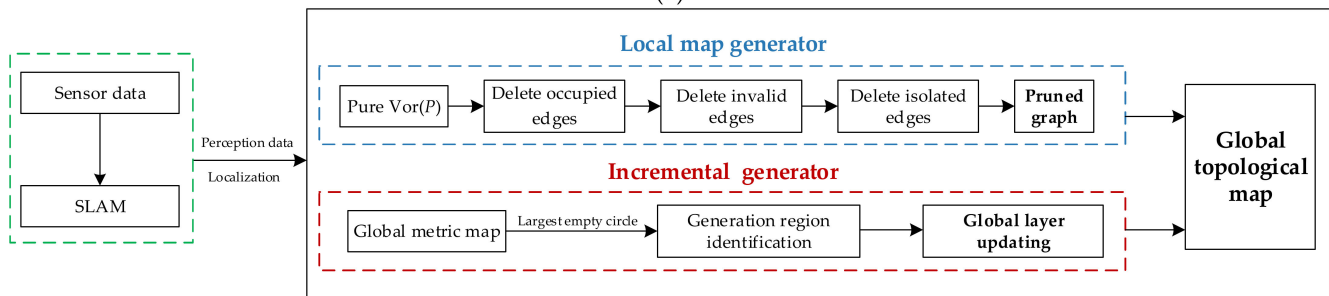 Sensor data
SLAM
Perception data
Localization
Local map generator
Pure Vor(P)
Delete occupied
edges
Delete invalid
edges
Delete isolated
edges
Pruned
graph
Incremental generator
Global metric map
Largest empty circle
Generation region
identification
Global layer
updating
Global
topological
map